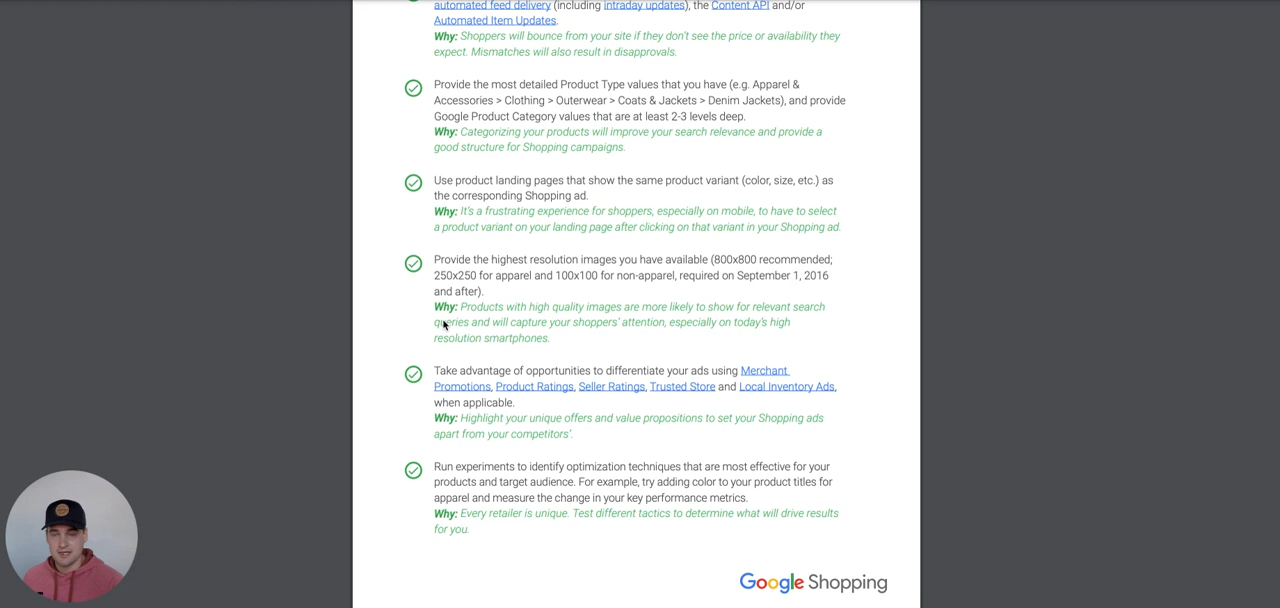 automated feed delivery (including intraday updates), the Content API and/or
Automated Item Updates.
Why: Shoppers will bounce from your site if they don't see the price or availability they
expect. Mismatches will also result in disapprovals.
Provide the most detailed Product Type values that you have (e.g. Apparel &
Accessories > Clothing > Outerwear > Coats & Jackets > Denim Jackets), and provide
Google Product Category values that are at least 2-3 levels deep.
Why: Categorizing your products will improve your search relevance and provide a
good structure for Shopping campaigns.
Use product landing pages that show the same product variant (color, size, etc.) as
the corresponding Shopping ad.
Why: It's a frustrating experience for shoppers, especially on mobile, to have to select
a product variant on your landing page after clicking on that variant in your Shopping ad.
Provide the highest resolution images you have available (800x800 recommended;
250x250 for apparel and 100x100 for non-apparel, required on September 1, 2016
and after).
Why: Products with high quality images are more likely to show for relevant search
queries and will capture your shoppers' attention, especially on today's high
resolution smartphones.
Take advantage of opportunities to differentiate your ads using Merchant
Promotions, Product Ratings, Seller Ratings, Trusted Store and Local Inventory Ads,
when applicable.
Why: Highlight your unique offers and value propositions to set your Shopping ads
apart from your competitors'.
Run experiments to identify optimization techniques that are most effective for your
products and target audience. For example, try adding color to your product titles for
apparel and measure the change in your key performance metrics.
Why: Every retailer is unique. Test different tactics to determine what will drive results
for you.
Google Shopping